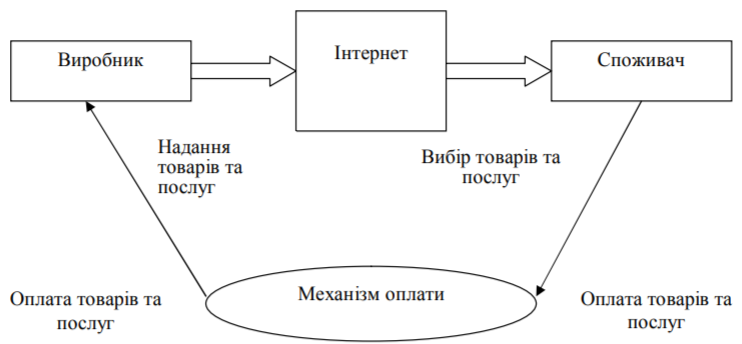 Виробник
Інтернет
Споживач
Надання
товарів та
послуг
Вибір товарів та
послуг
Механізм оплати
Оплата товарів та
послуг
Оплата товарів та
послуг